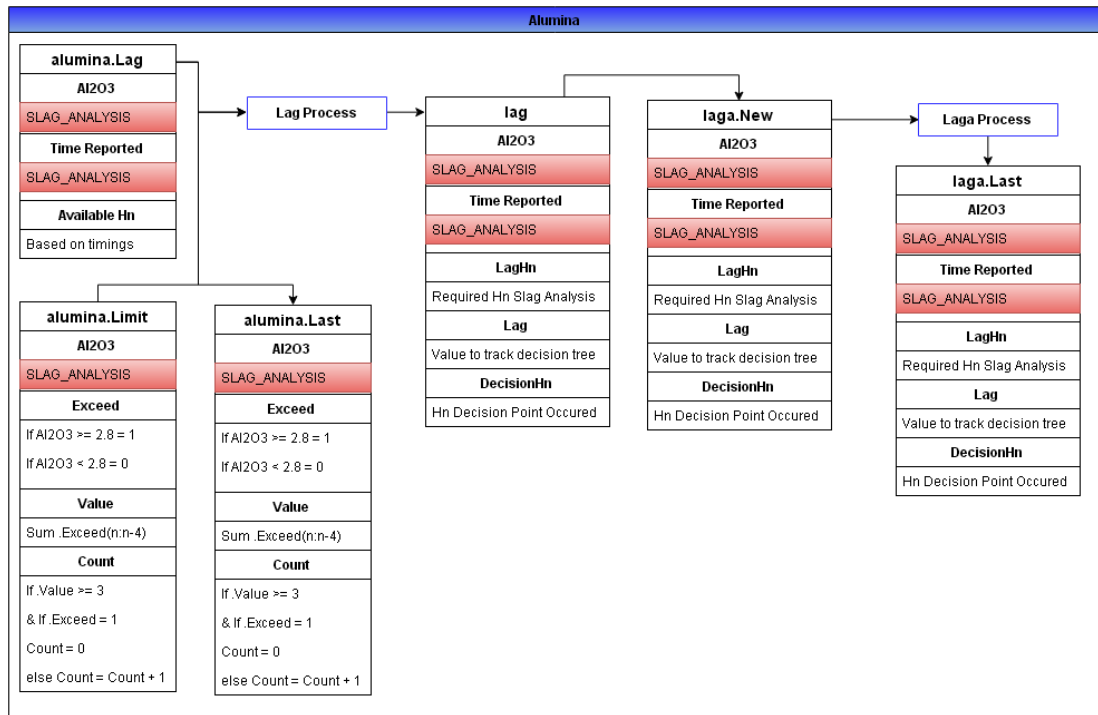 Alumina
alumina.Lag
Al2O3
SLAG_ANALYSIS
Time Reported
SLAG_ANALYSIS
Available Hn
Based on timings
Lag Process
lag
Al2O3
SLAG_ANALYSIS
Time Reported
SLAG_ANALYSIS
LagHn
Required Hn Slag Analysis
Lag
Value to track decision tree
DecisionHn
Hn Decision Point Occured
laga.New
Al2O3
SLAG_ANALYSIS
Time Reported
SLAG_ANALYSIS
LagHn
Required Hn Slag Analysis
Lag
Value to track decision tree
DecisionHn
Hn Decision Point Occured
Laga Process
laga.Last
Al2O3
SLAG_ANALYSIS
Time Reported
SLAG_ANALYSIS
LagHn
Required Hn Slag Analysis
Lag
Value to track decision tree
DecisionHn
Hn Decision Point Occured
alumina.Limit
Al2O3
SLAG_ANALYSIS
Exceed
If Al2O3 >= 2.8 = 1
If Al2O3 < 2.8 = 0
Value
Sum .Exceed(n:n-4)
Count
If .Value >= 3
& If .Exceed = 1
Count = 0
else Count = Count + 1
alumina.Last
Al2O3
SLAG_ANALYSIS
Exceed
If Al2O3 >= 2.8 = 1
If Al2O3 < 2.8 = 0
Value
Sum .Exceed(n:n-4)
Count
If .Value >= 3
& If .Exceed = 1
Count = 0
else Count = Count + 1